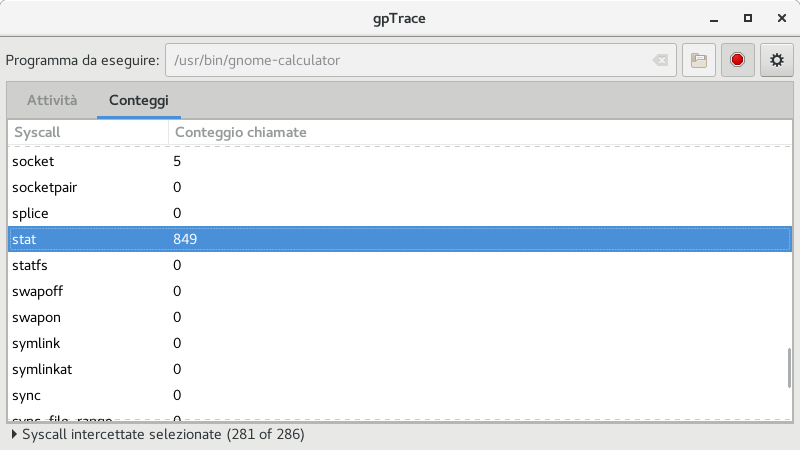 gpTrace
Programma da eseguire: /usr/bin/gnome-calculator
Attività Conteggi
Syscall Conteggio chiamate
socket 5
socketpair 0
splice 0
stat 849
statfs 0
swapoff 0
swapon 0
symlink 0
symlinkat 0
sync 0
sync_file_range 0
Syscall intercettate selezionate (281 of 286)